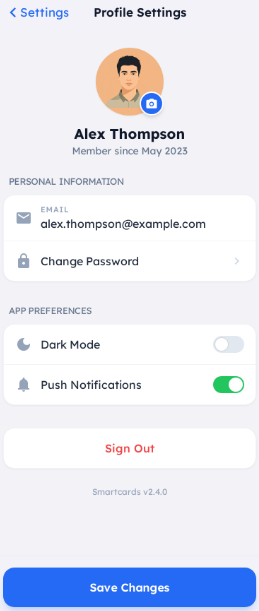 Settings
Profile Settings
Alex Thompson
Member since May 2023
PERSONAL INFORMATION
EMAIL
alex.thompson@example.com
Change Password
APP PREFERENCES
Dark Mode
Push Notifications
Sign Out
Smartcards v2.4.0
Save Changes